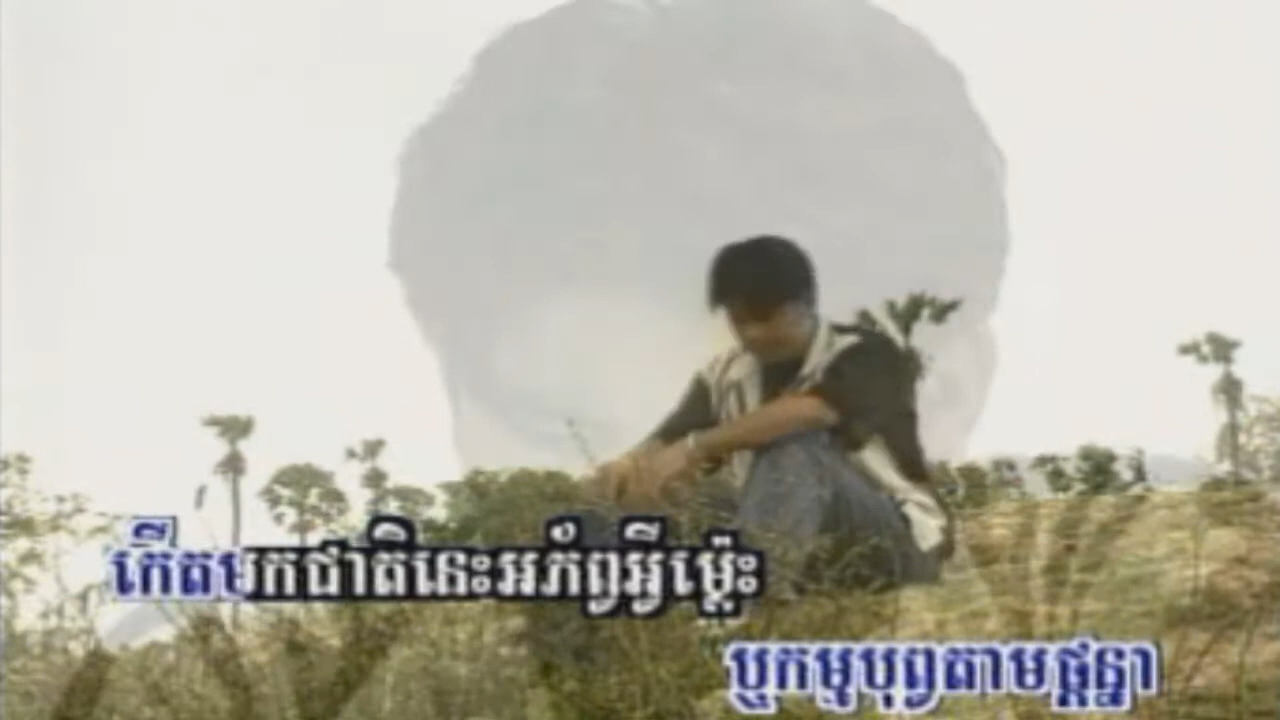 កើតមកជាតិនេះអភ័ព្វអ្វីម្ល៉េះ
ឬកម្មបុព្វតាមផ្តន្ទា